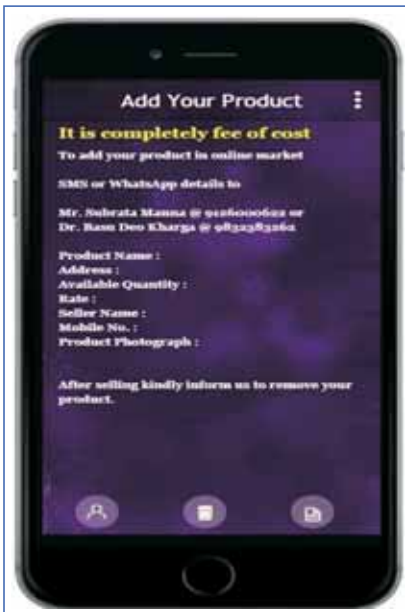 Add Your Product
It is completely fee of cost
To add your product in online market
SMS or WhatsApp details to
Mr. Subrata Manna @ 9126000622 or
Dr. Basu Deo Kharga @ 9832383262
Product Name :
Address :
Available Quantity :
Rate :
Seller Name :
Mobile No. :
Product Photograph :
After selling kindly inform us to remove your
product.